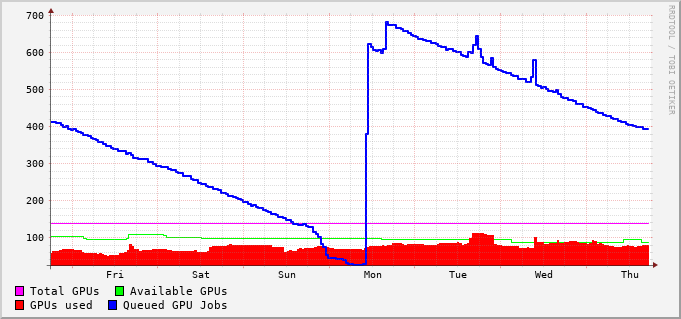 700
600
500
400
300
200
100
Fri Sat Sun Mon Tue Wed Thu
Total GPUs Available GPUs
GPUs used Queued GPU Jobs
RRDTOOL / TOBI OETIKER